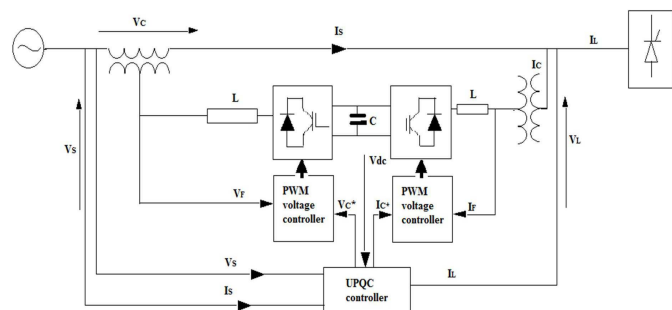 VC
IS
IL
IC
L
L
C
VS
VL
Vdc
PWM
voltage
controller
PWM
voltage
controller
VF
VC*
IC*
IF
VS
UPQC
controller
IL
IS